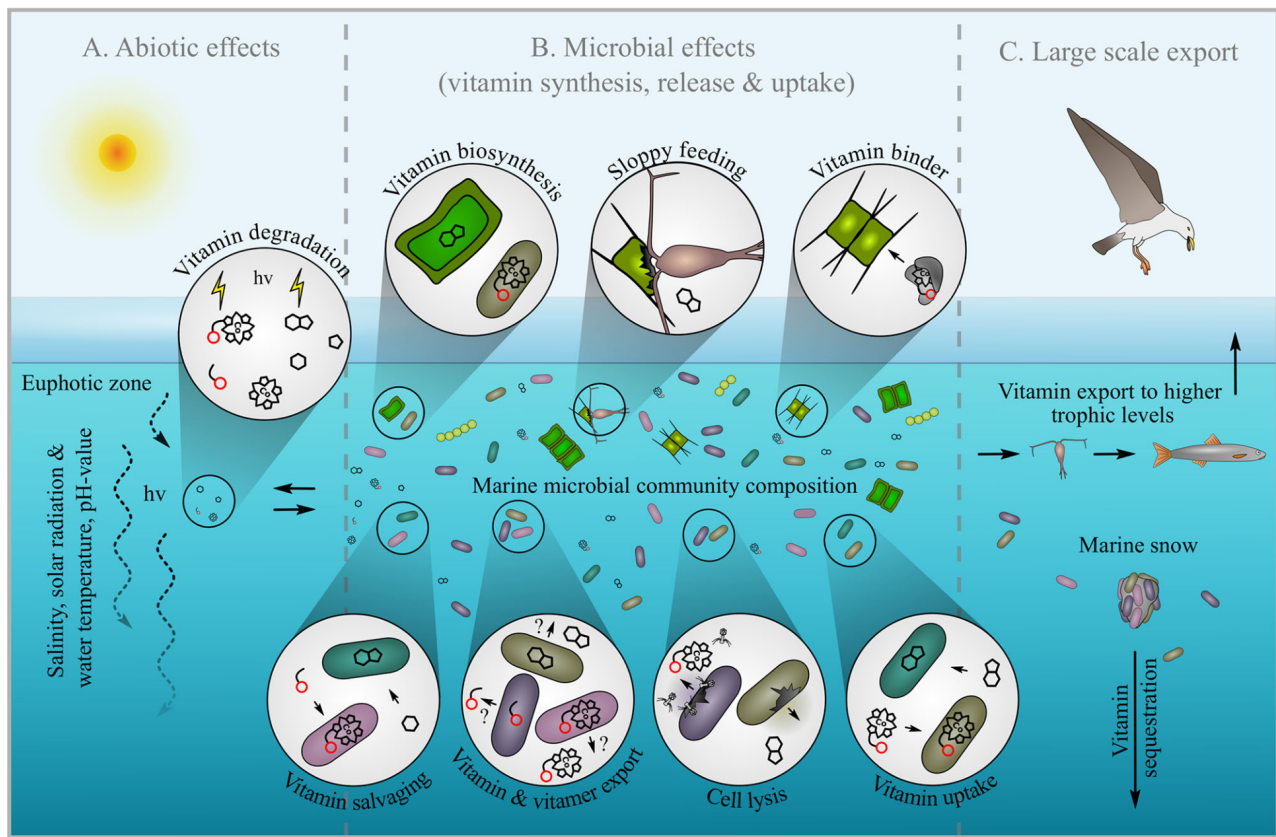 A. Abiotic effects
B. Microbial effects
(vitamin synthesis, release & uptake)
C. Large scale export
Vitamin degradation
hv
Vitamin biosynthesis
Sloppy feeding
Vitamin binder
Euphotic zone
Salinity, solar radiation &
water temperature, pH-value
hv
Marine microbial community composition
Vitamin export to higher
trophic levels
Marine snow
Vitamin
sequestration
?
?
?
Vitamin salvaging
Vitamin & vitamer export
Cell lysis
Vitamin uptake